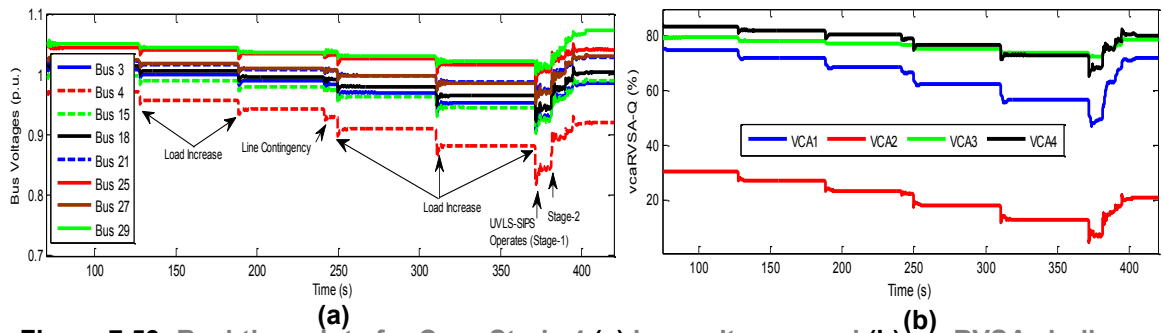 1.1
1
0.9
0.8
0.7
Bus Voltages (p.u.)
Bus 3
Bus 4
Bus 15
Bus 18
Bus 21
Bus 25
Bus 27
Bus 29
Load Increase
Line Contingency
Load Increase
UVLS-SIPS
Operates (Stage-1)
Stage-2
100 150 200 250 300 350 400
Time (s)
(a)
80
60
40
20
vcaRVSA-Q (%)
VCA1 VCA2 VCA3 VCA4
100 150 200 250 300 350 400
Time (s)
(b)